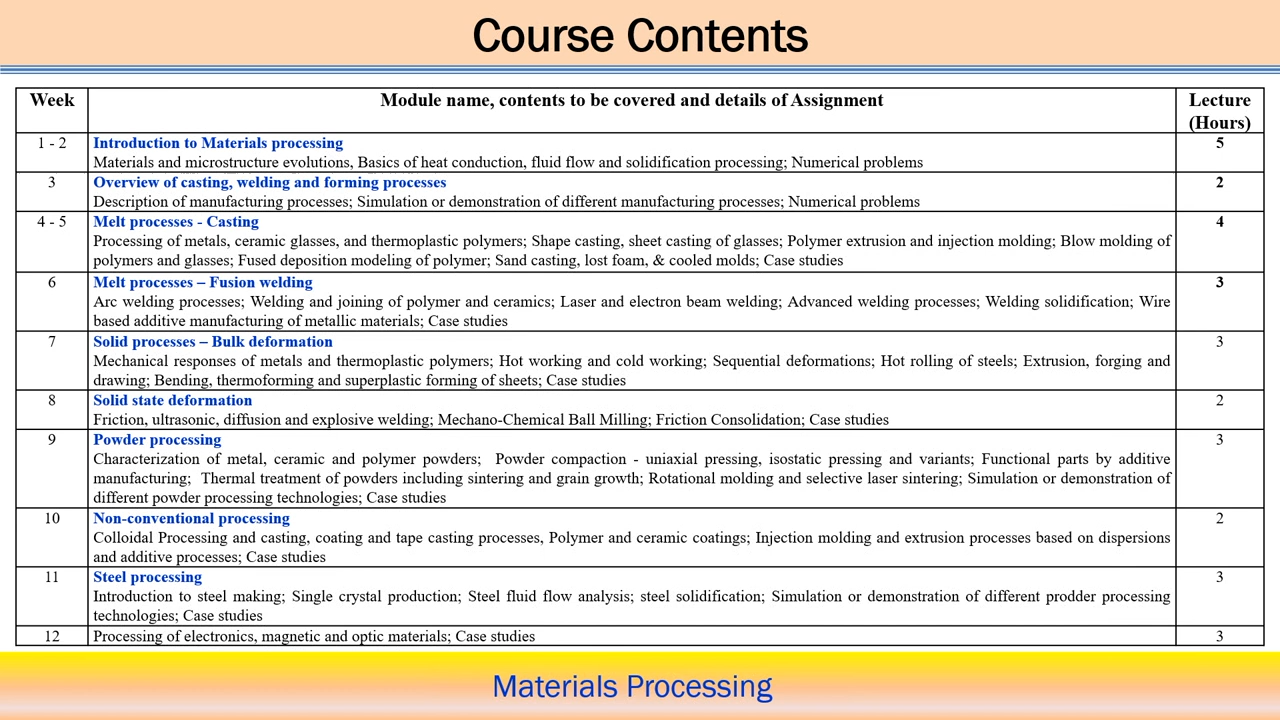 Course Contents
Week Module name, contents to be covered and details of Assignment Lecture (Hours)
1 - 2 Introduction to Materials processing 5
Materials and microstructure evolutions, Basics of heat conduction, fluid flow and solidification processing; Numerical problems
3 Overview of casting, welding and forming processes 2
Description of manufacturing processes; Simulation or demonstration of different manufacturing processes; Numerical problems
4 - 5 Melt processes - Casting 4
Processing of metals, ceramic glasses, and thermoplastic polymers; Shape casting, sheet casting of glasses; Polymer extrusion and injection molding; Blow molding of
polymers and glasses; Fused deposition modeling of polymer; Sand casting, lost foam, & cooled molds; Case studies
6 Melt processes – Fusion welding 3
Arc welding processes; Welding and joining of polymer and ceramics; Laser and electron beam welding; Advanced welding processes; Welding solidification; Wire
based additive manufacturing of metallic materials; Case studies
7 Solid processes – Bulk deformation 3
Mechanical responses of metals and thermoplastic polymers; Hot working and cold working; Sequential deformations; Hot rolling of steels; Extrusion, forging and
drawing; Bending, thermoforming and superplastic forming of sheets; Case studies
8 Solid state deformation 2
Friction, ultrasonic, diffusion and explosive welding; Mechano-Chemical Ball Milling; Friction Consolidation; Case studies
9 Powder processing 3
Characterization of metal, ceramic and polymer powders; Powder compaction - uniaxial pressing, isostatic pressing and variants; Functional parts by additive
manufacturing; Thermal treatment of powders including sintering and grain growth; Rotational molding and selective laser sintering; Simulation or demonstration of
different powder processing technologies; Case studies
10 Non-conventional processing 2
Colloidal Processing and casting, coating and tape casting processes, Polymer and ceramic coatings; Injection molding and extrusion processes based on dispersions
and additive processes; Case studies
11 Steel processing 3
Introduction to steel making; Single crystal production; Steel fluid flow analysis; steel solidification; Simulation or demonstration of different prodder processing
technologies; Case studies
12 Processing of electronics, magnetic and optic materials; Case studies 3
Materials Processing